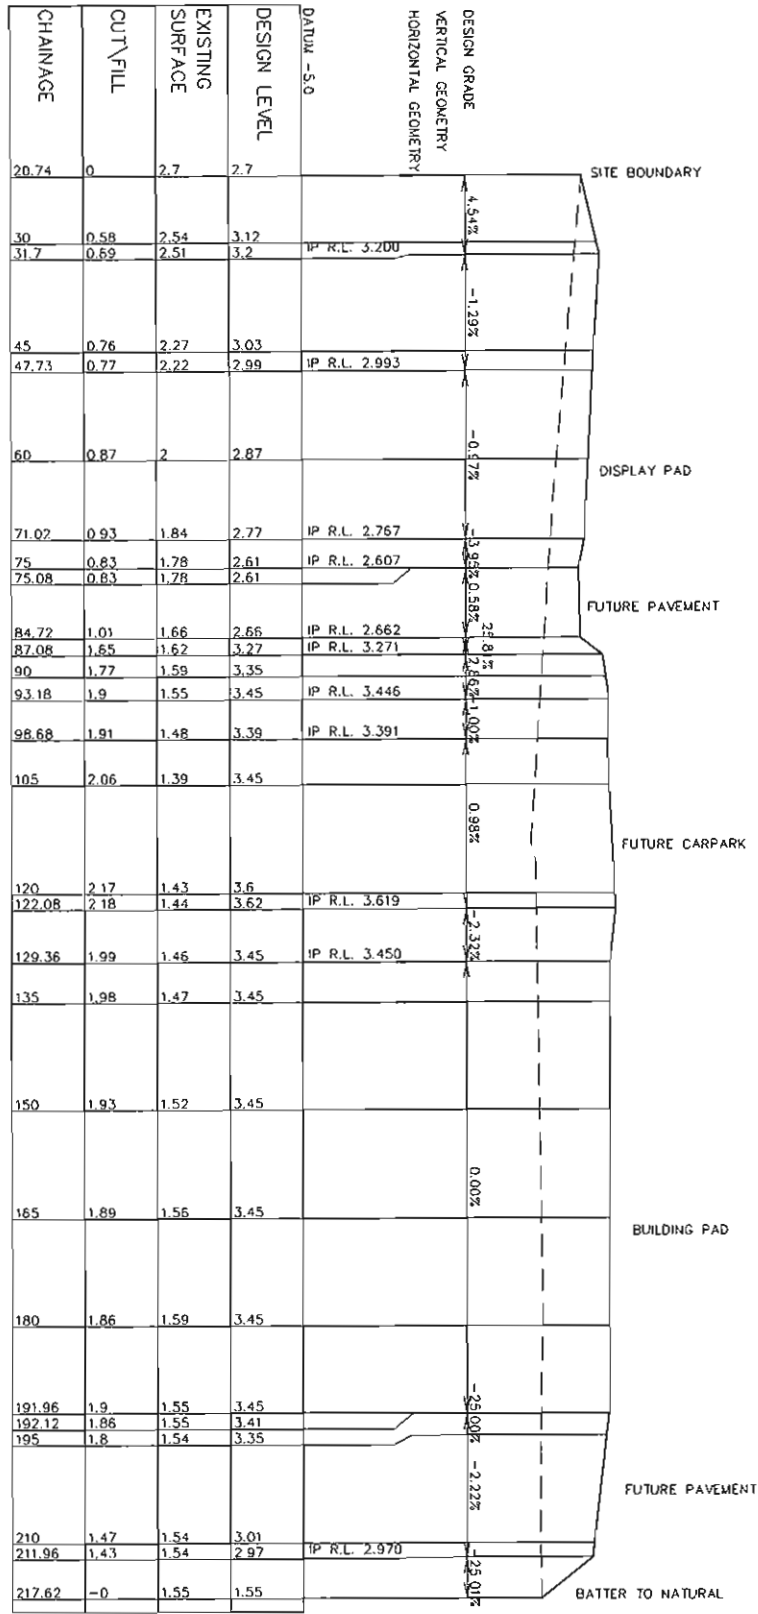 CHAINAGE CUT\FILL EXISTING SURFACE DESIGN LEVEL DATUM -5.0 HORIZONTAL GEOMETRY VERTICAL GEOMETRY DESIGN GRADE
20.74 0 2.7 2.7 SITE BOUNDARY
4.54%
30 0.58 2.54 3.12
31.7 0.69 2.51 3.2 IP R.L. 3.200
-1.29%
45 0.76 2.27 3.03
47.73 0.77 2.22 2.99 IP R.L. 2.993
-0.97%
60 0.87 2 2.87
DISPLAY PAD
71.02 0.93 1.84 2.77 IP R.L. 2.767
-3.95%
75 0.83 1.78 2.61 IP R.L. 2.607
75.08 0.83 1.78 2.61
0.58%
FUTURE PAVEMENT
84.72 1.01 1.66 2.66 IP R.L. 2.662
25.81%
87.08 1.65 1.62 3.27 IP R.L. 3.271
2.86%
90 1.77 1.59 3.35
93.18 1.9 1.55 3.45 IP R.L. 3.446
-1.00%
98.68 1.91 1.48 3.39 IP R.L. 3.391
105 2.06 1.39 3.45
0.98%
FUTURE CARPARK
120 2.17 1.43 3.6
122.08 2.18 1.44 3.62 IP R.L. 3.619
-2.32%
129.36 1.99 1.46 3.45 IP R.L. 3.450
135 1.98 1.47 3.45
150 1.93 1.52 3.45
0.00%
165 1.89 1.56 3.45
BUILDING PAD
180 1.86 1.59 3.45
191.96 1.9 1.55 3.45
-25.00%
192.12 1.86 1.55 3.41
195 1.8 1.54 3.35
-2.22%
FUTURE PAVEMENT
210 1.47 1.54 3.01
211.96 1.43 1.54 2.97 IP R.L. 2.970
-25.01%
217.62 -0 1.55 1.55 BATTER TO NATURAL